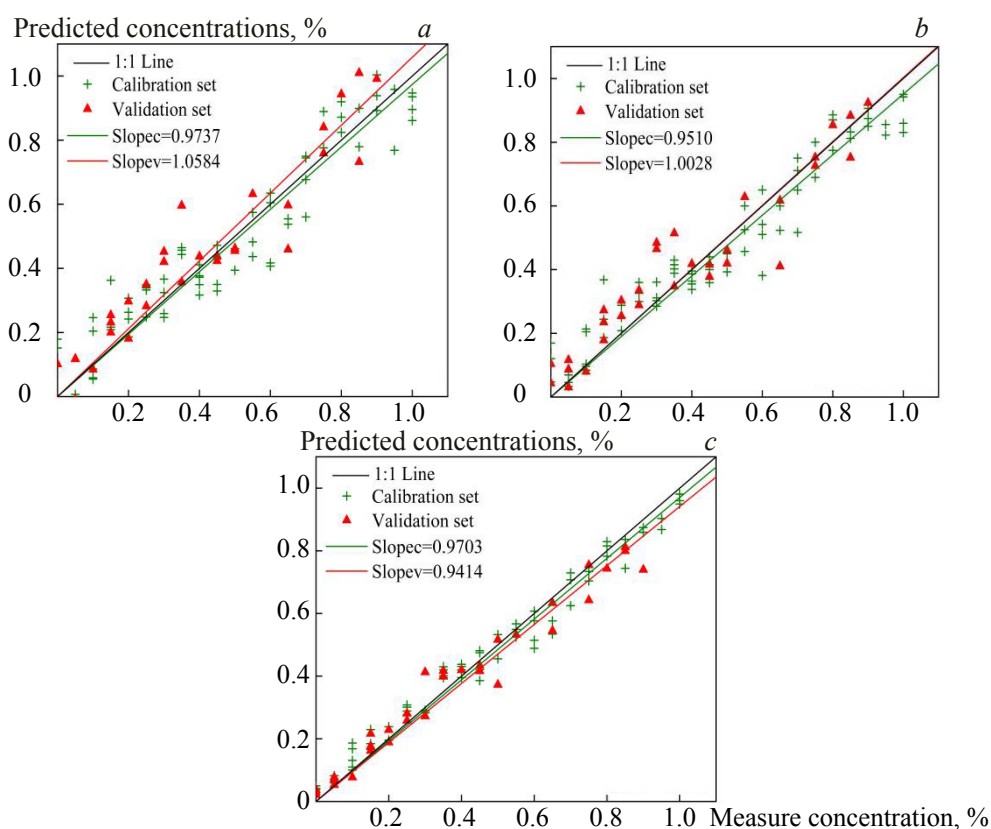 Predicted concentrations, % a
1:1 Line
Calibration set
Validation set
Slopec=0.9737
Slopev=1.0584
1.0
0.8
0.6
0.4
0.2
0
0.2 0.4 0.6 0.8 1.0
b
1:1 Line
Calibration set
Validation set
Slopec=0.9510
Slopev=1.0028
1.0
0.8
0.6
0.4
0.2
0
0.2 0.4 0.6 0.8 1.0
Predicted concentrations, % c
1:1 Line
Calibration set
Validation set
Slopec=0.9703
Slopev=0.9414
1.0
0.8
0.6
0.4
0.2
0
0.2 0.4 0.6 0.8 1.0 Measure concentration, %